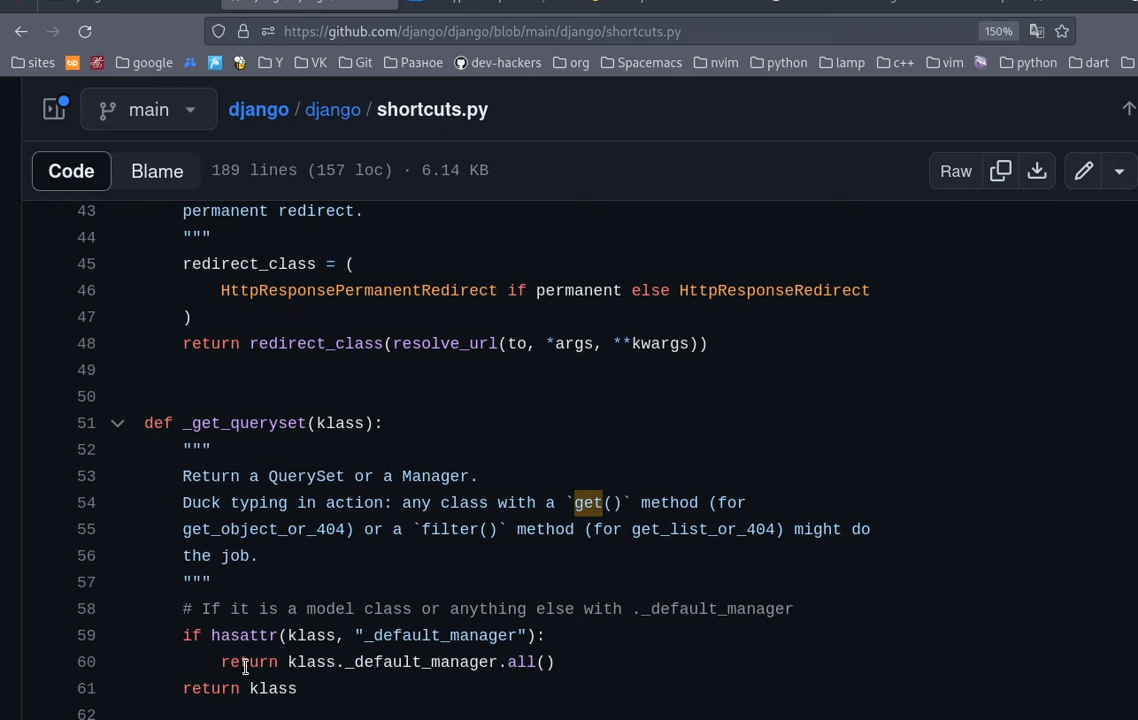 https://github.com/django/django/blob/main/django/shortcuts.py 150%
sites google Y VK Git Разное dev-hackers org Spacemacs nvim python lamp c++ vim python dart
main django / django / shortcuts.py
Code Blame 189 lines (157 loc) · 6.14 KB Raw
43 permanent redirect.
44 """
45 redirect_class = (
46 HttpResponsePermanentRedirect if permanent else HttpResponseRedirect
47 )
48 return redirect_class(resolve_url(to, *args, **kwargs))
49
50
51 def _get_queryset(klass):
52 """
53 Return a QuerySet or a Manager.
54 Duck typing in action: any class with a `get()` method (for
55 get_object_or_404) or a `filter()` method (for get_list_or_404) might do
56 the job.
57 """
58 # If it is a model class or anything else with ._default_manager
59 if hasattr(klass, "_default_manager"):
60 return klass._default_manager.all()
61 return klass
62